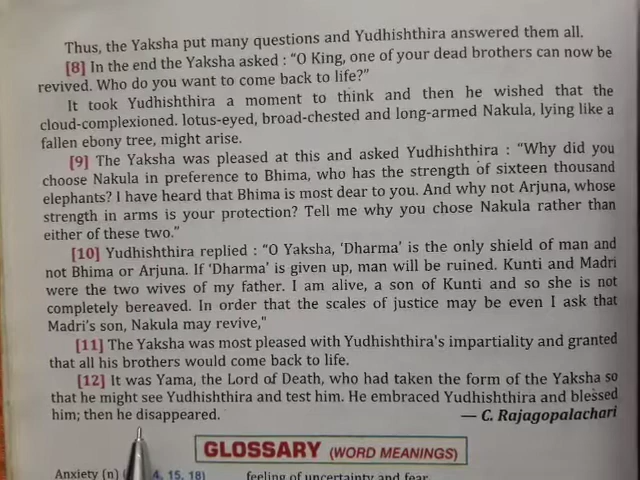 Thus, the Yaksha put many questions and Yudhishthira answered them all.
[8] In the end the Yaksha asked : "O King, one of your dead brothers can now be
revived. Who do you want to come back to life?"
It took Yudhishthira a moment to think and then he wished that the
cloud-complexioned. lotus-eyed, broad-chested and long-armed Nakula, lying like a
fallen ebony tree, might arise.
[9] The Yaksha was pleased at this and asked Yudhishthira : "Why did you
choose Nakula in preference to Bhima, who has the strength of sixteen thousand
elephants? I have heard that Bhima is most dear to you. And why not Arjuna, whose
strength in arms is your protection? Tell me why you chose Nakula rather than
either of these two."
[10] Yudhishthira replied : "O Yaksha, 'Dharma' is the only shield of man and
not Bhima or Arjuna. If 'Dharma' is given up, man will be ruined. Kunti and Madri
were the two wives of my father. I am alive, a son of Kunti and so she is not
completely bereaved. In order that the scales of justice may be even I ask that
Madri's son, Nakula may revive,"
[11] The Yaksha was most pleased with Yudhishthira's impartiality and granted
that all his brothers would come back to life.
[12] It was Yama, the Lord of Death, who had taken the form of the Yaksha so
that he might see Yudhishthira and test him. He embraced Yudhishthira and blessed
him; then he disappeared. — C. Rajagopalachari
GLOSSARY (WORD MEANINGS)
Anxiety (n) 4, 15, 18) feeling of uncertainty and fear